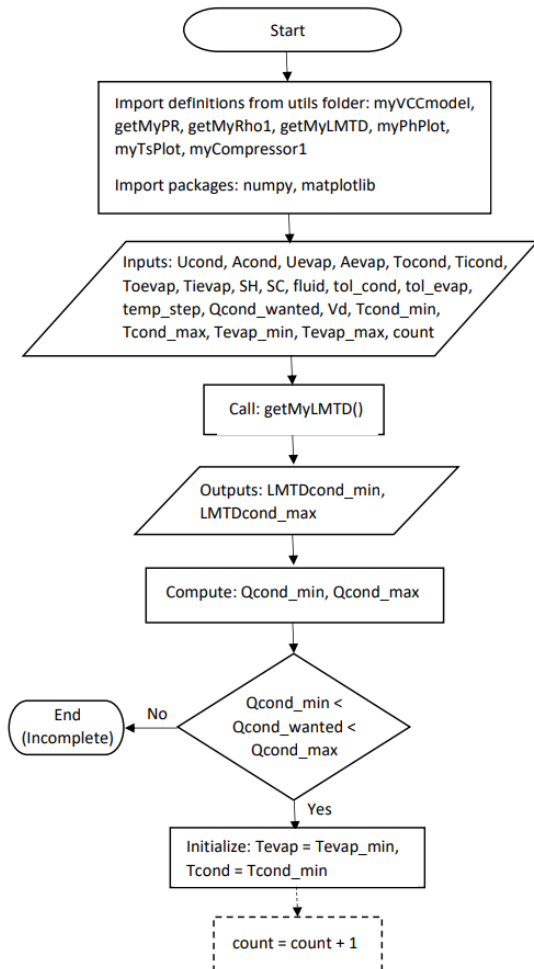 Start
Import definitions from utils folder: myVCCmodel,
getMyPR, getMyRho1, getMyLMTD, myPhPlot,
myTsPlot, myCompressor1
Import packages: numpy, matplotlib
Inputs: Ucond, Acond, Uevap, Aevap, Tocond, Ticond,
Toevap, Tievap, SH, SC, fluid, tol_cond, tol_evap,
temp_step, Qcond_wanted, Vd, Tcond_min,
Tcond_max, Tevap_min, Tevap_max, count
Call: getMyLMTD()
Outputs: LMTDcond_min,
LMTDcond_max
Compute: Qcond_min, Qcond_max
Qcond_min <
Qcond_wanted <
Qcond_max
No
End
(Incomplete)
Yes
Initialize: Tevap = Tevap_min,
Tcond = Tcond_min
count = count + 1